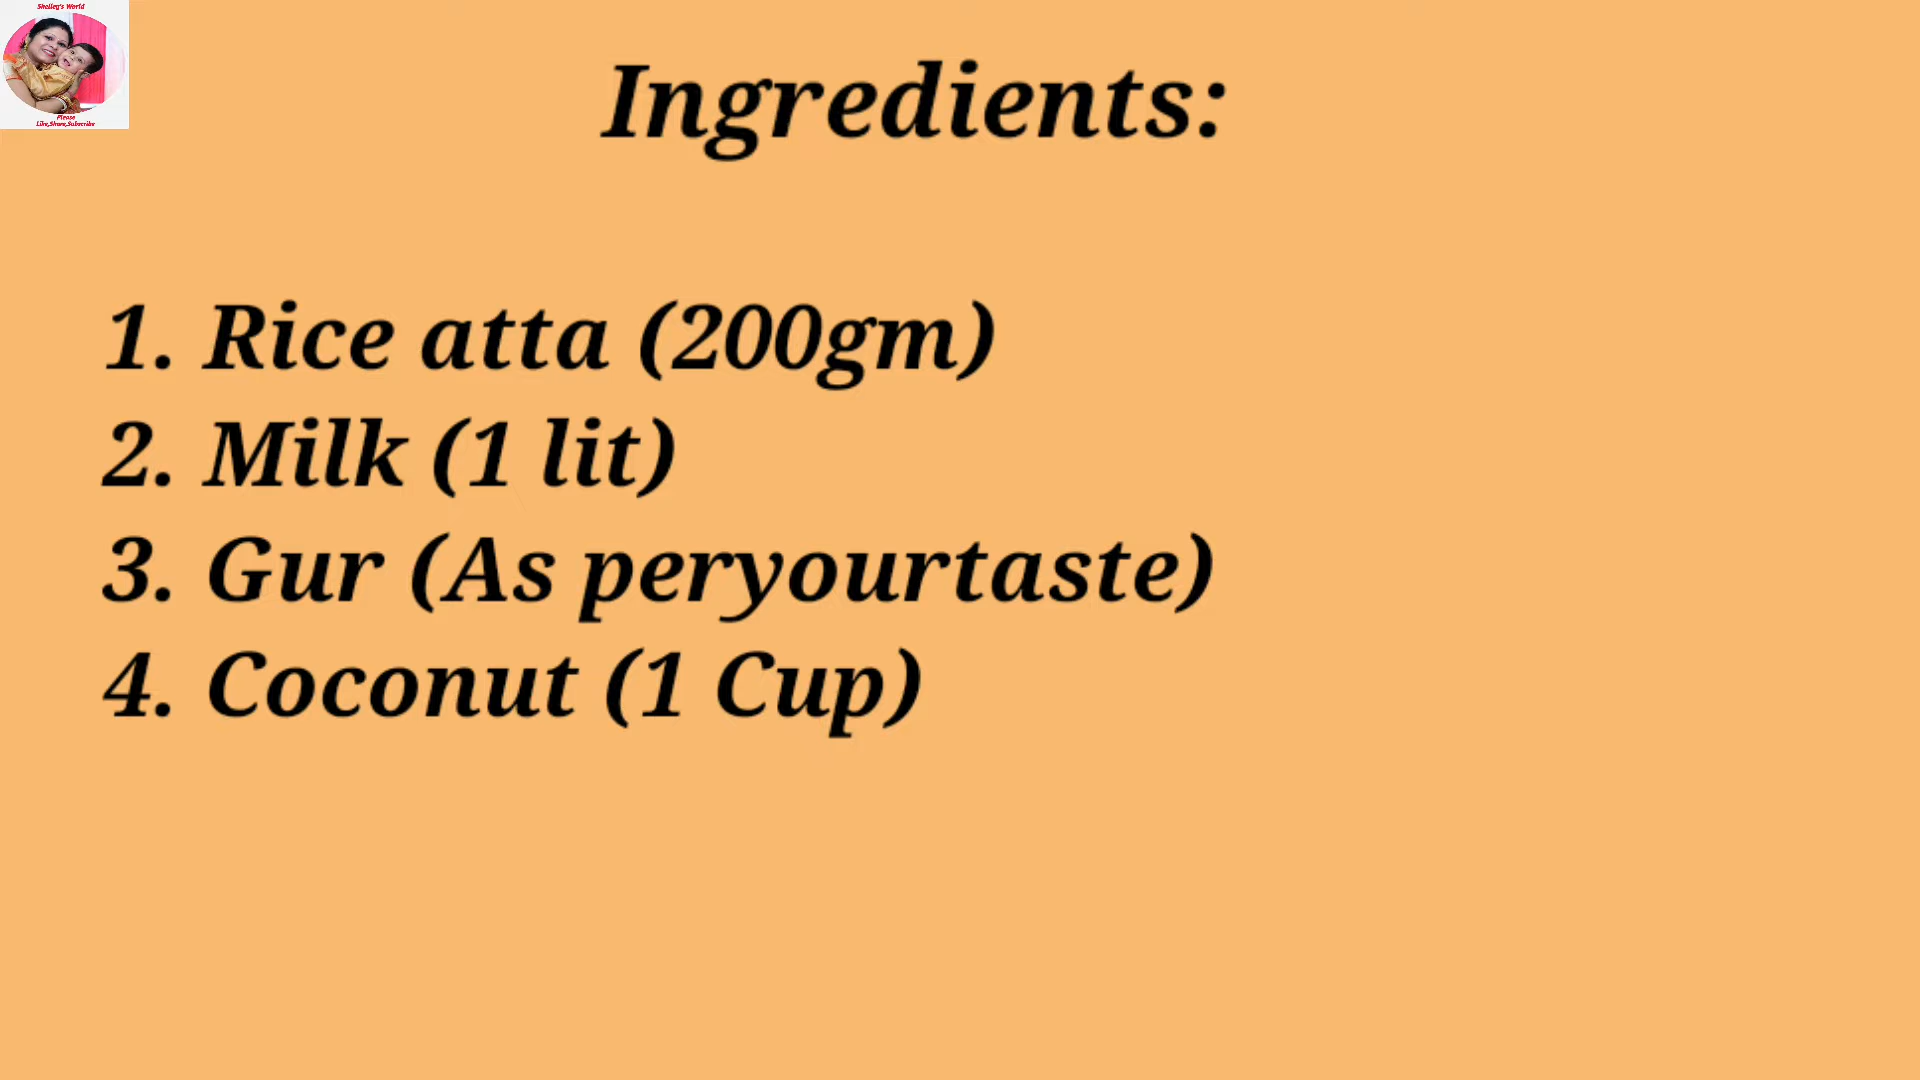 Shelley's World
Please
Like,Share,Subscribe
Ingredients:
1. Rice atta (200gm)
2. Milk (1 lit)
3. Gur (As peryourtaste)
4. Coconut (1 Cup)